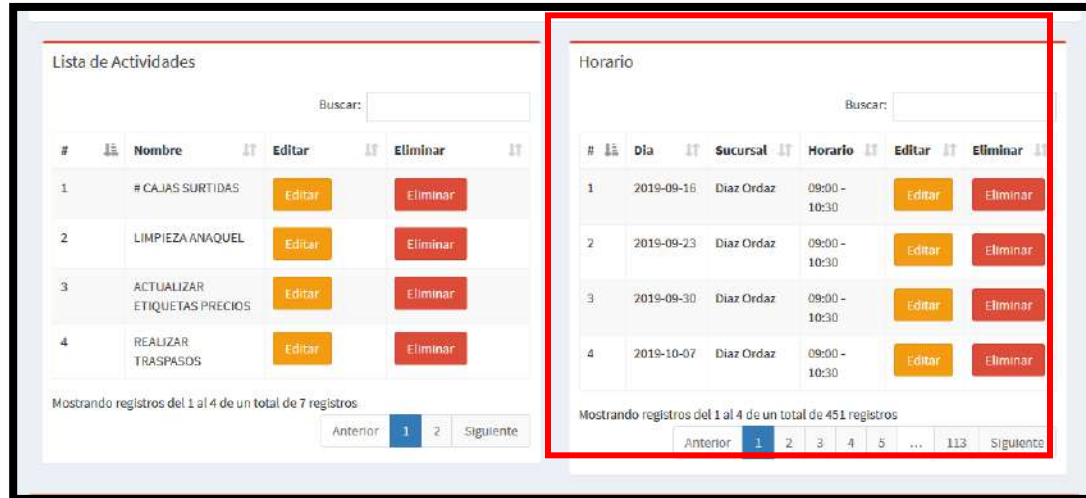 Lista de Actividades
Buscar:
# Nombre Editar Eliminar
1 # CAJAS SURTIDAS Editar Eliminar
2 LIMPIEZA ANAQUEL Editar Eliminar
3 ACTUALIZAR Editar Eliminar
ETIQUETAS PRECIOS
4 REALIZAR Editar Eliminar
TRASPASOS
Mostrando registros del 1 al 4 de un total de 7 registros
Anterior 1 2 Siguiente
Horario
Buscar:
# Dia Sucursal Horario Editar Eliminar
1 2019-09-16 Diaz Ordaz 09:00 - Editar Eliminar
10:30
2 2019-09-23 Diaz Ordaz 09:00 - Editar Eliminar
10:30
3 2019-09-30 Diaz Ordaz 09:00 - Editar Eliminar
10:30
4 2019-10-07 Diaz Ordaz 09:00 - Editar Eliminar
10:30
Mostrando registros del 1 al 4 de un total de 451 registros
Anterior 1 2 3 4 5 ... 113 Siguiente